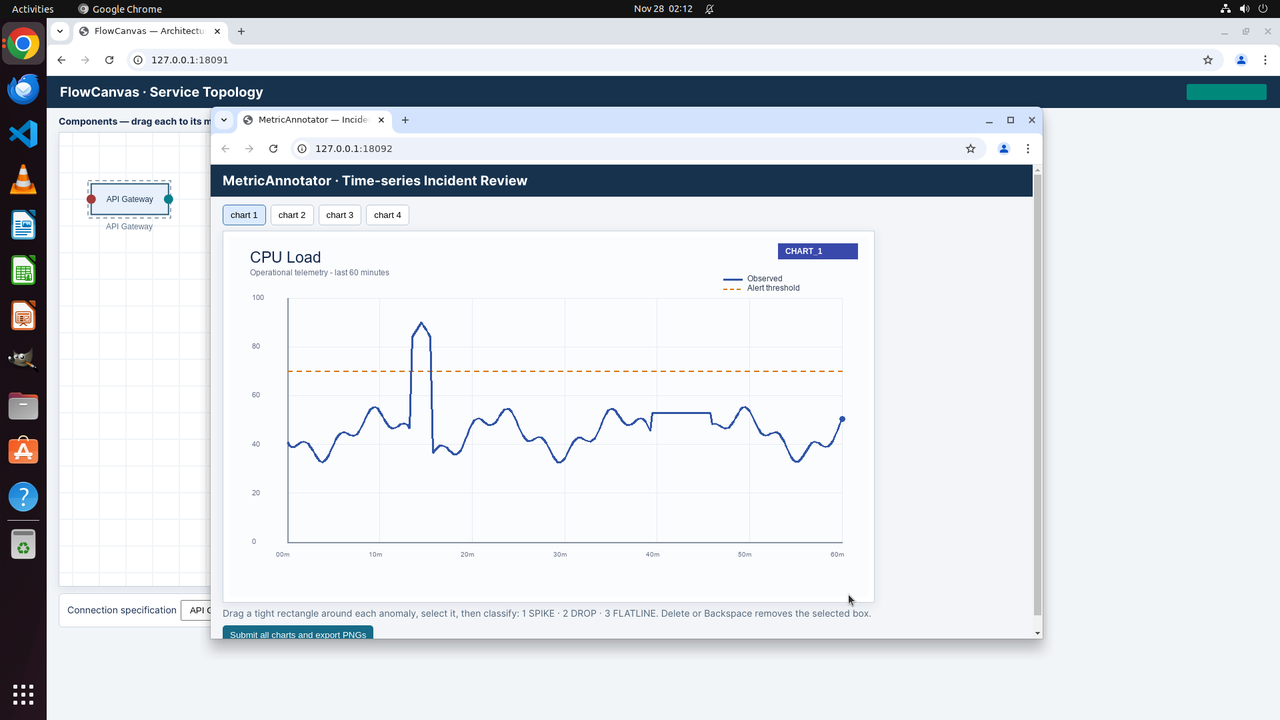 Activities
Google Chrome
Nov 28 02:12
FlowCanvas — Architectu
127.0.0.1:18091
FlowCanvas · Service Topology
Components — drag each to its m
API Gateway
API Gateway
Connection specification
API G
MetricAnnotator — Incide
127.0.0.1:18092
MetricAnnotator · Time-series Incident Review
chart 1
chart 2
chart 3
chart 4
CPU Load
Operational telemetry - last 60 minutes
CHART_1
Observed
Alert threshold
100
80
60
40
20
0
00m
10m
20m
30m
40m
50m
60m
Drag a tight rectangle around each anomaly, select it, then classify: 1 SPIKE · 2 DROP · 3 FLATLINE. Delete or Backspace removes the selected box.
Submit all charts and export PNGs